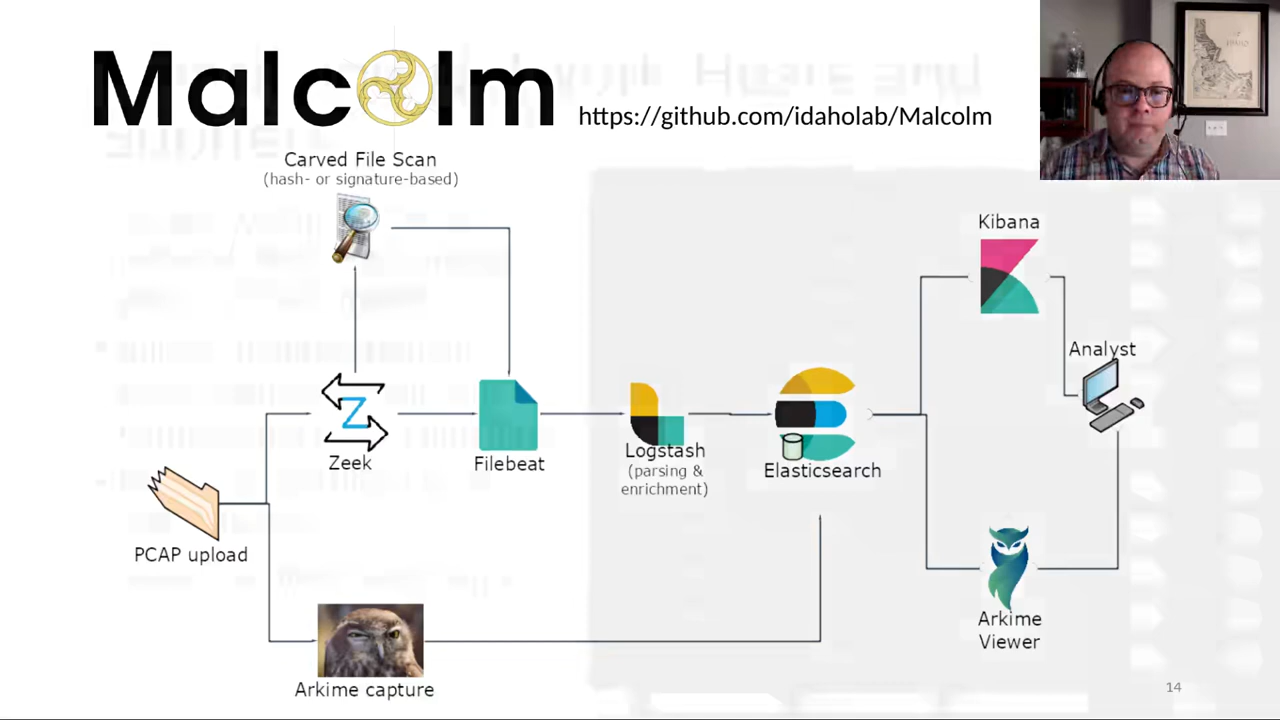 Malcolm
https://github.com/idaholab/Malcolm
Carved File Scan
(hash- or signature-based)
Kibana
Analyst
Zeek
Filebeat
Logstash
(parsing &
enrichment)
Elasticsearch
PCAP upload
Arkime
Viewer
Arkime capture
14